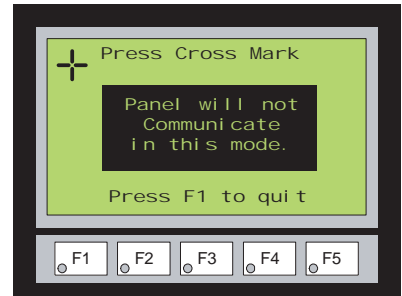 Press Cross Mark
Panel will not
Communicate
in this mode.
Press F1 to quit
F1 F2 F3 F4 F5